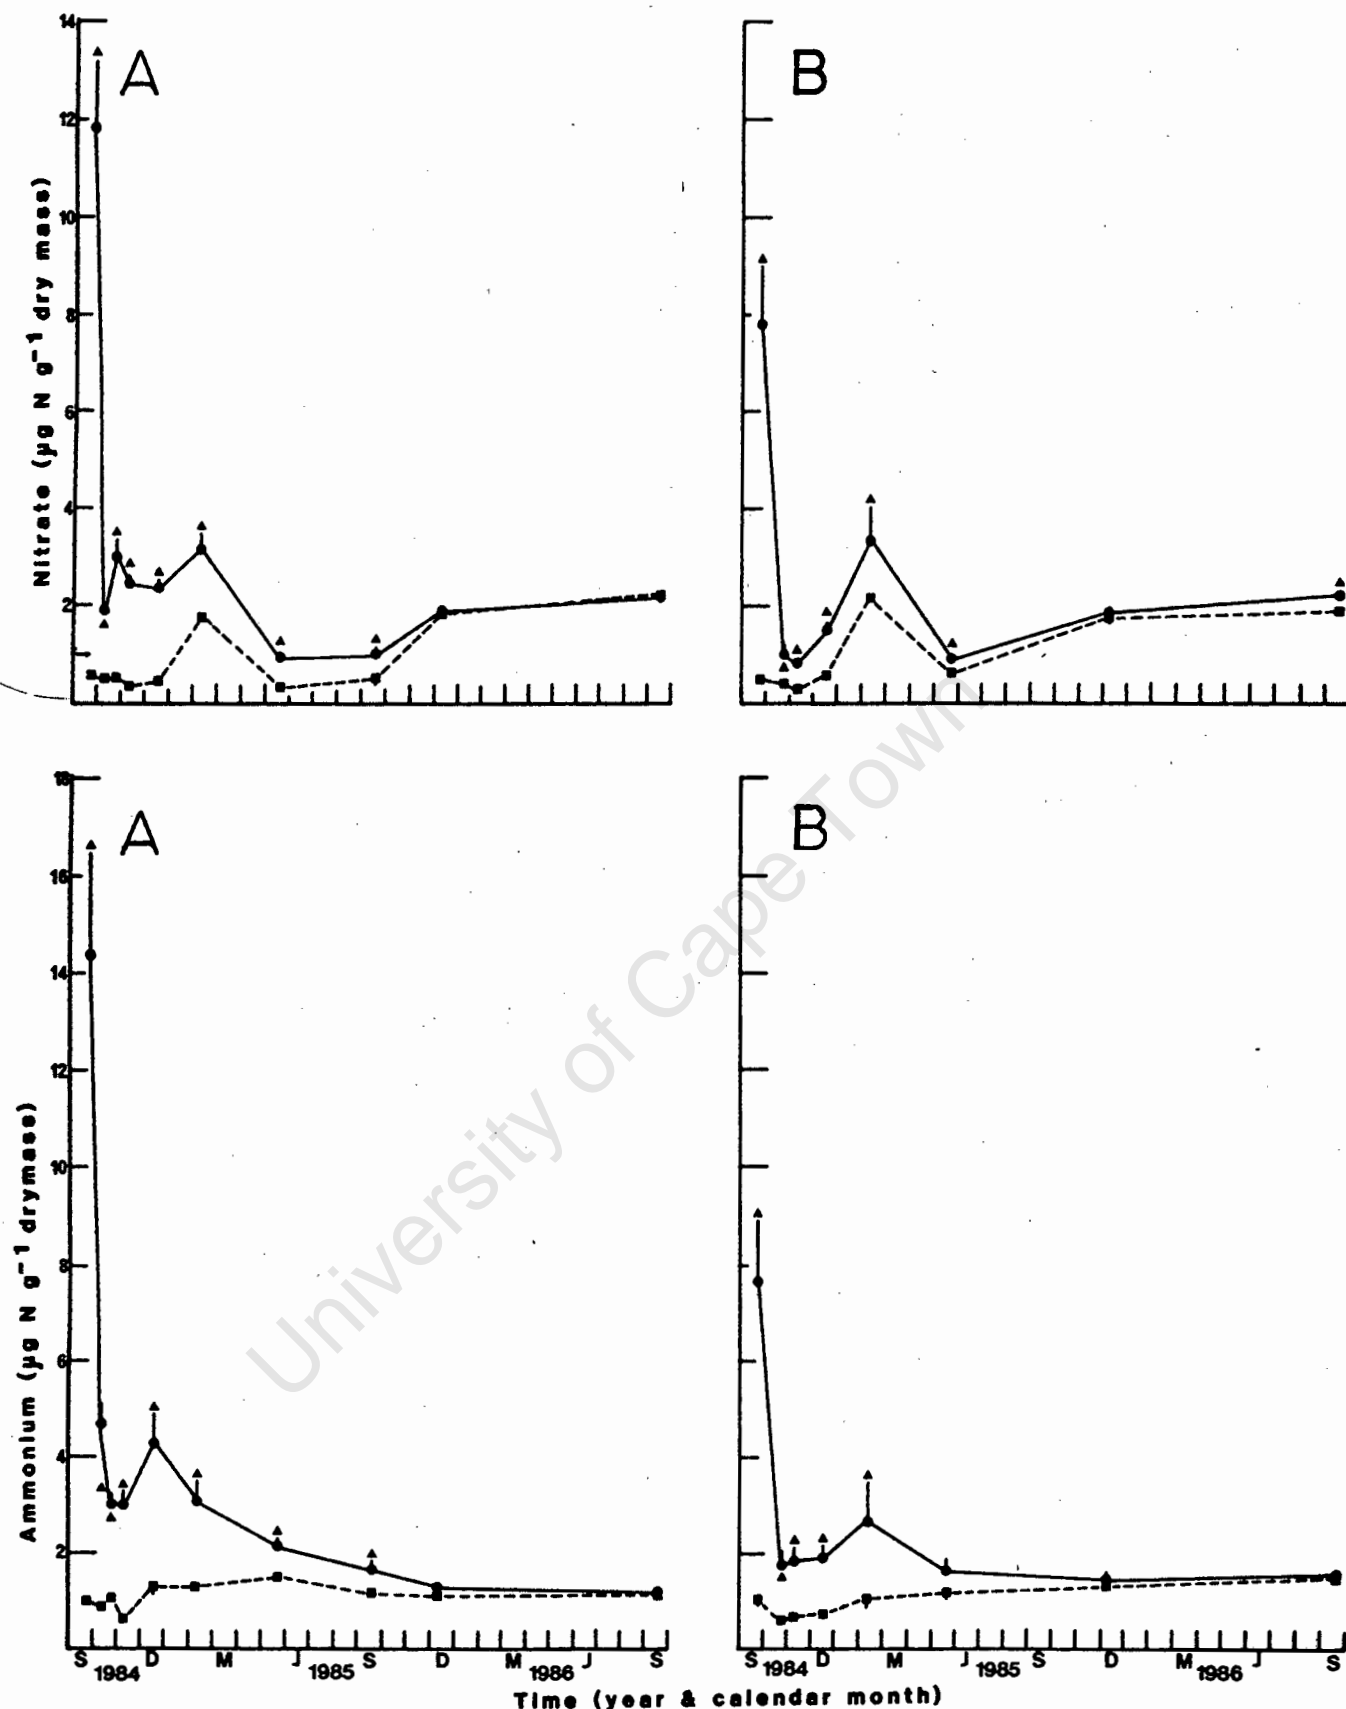 A
B
14
12
10
8
6
4
2
Nitrate (µg N g⁻¹ dry mass)
A
B
18
16
14
12
10
8
6
4
2
Ammonium (µg N g⁻¹ drymass)
S D M J S D M J S
1984 1985 1986
S D M J S D M J S
1984 1985 1986
Time (year & calendar month)
University of Cape Town